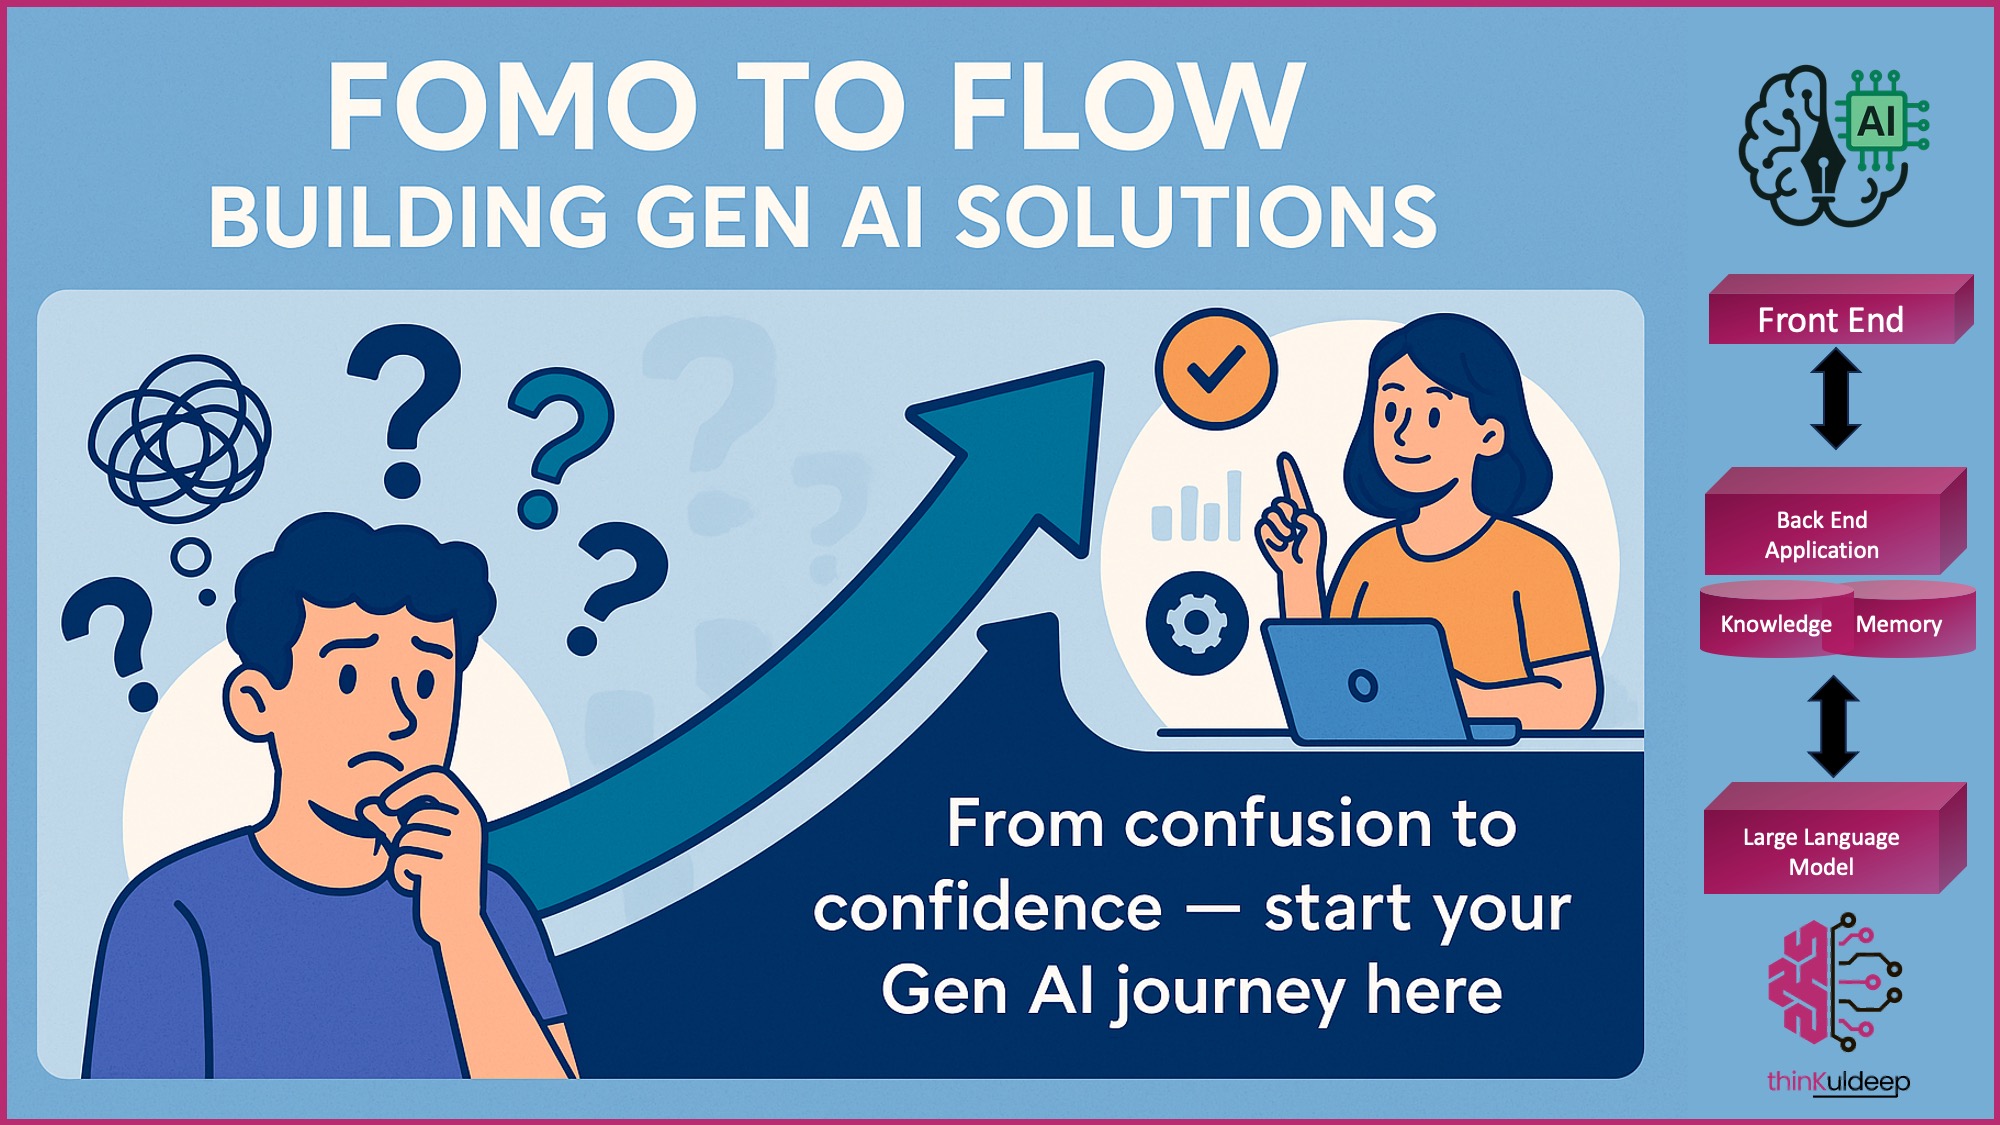 FOMO TO FLOW
BUILDING GEN AI SOLUTIONS
From confusion to
confidence — start your
Gen AI journey here
AI
Front End
Back End
Application
Knowledge
Memory
Large Language
Model
thinKuldeep